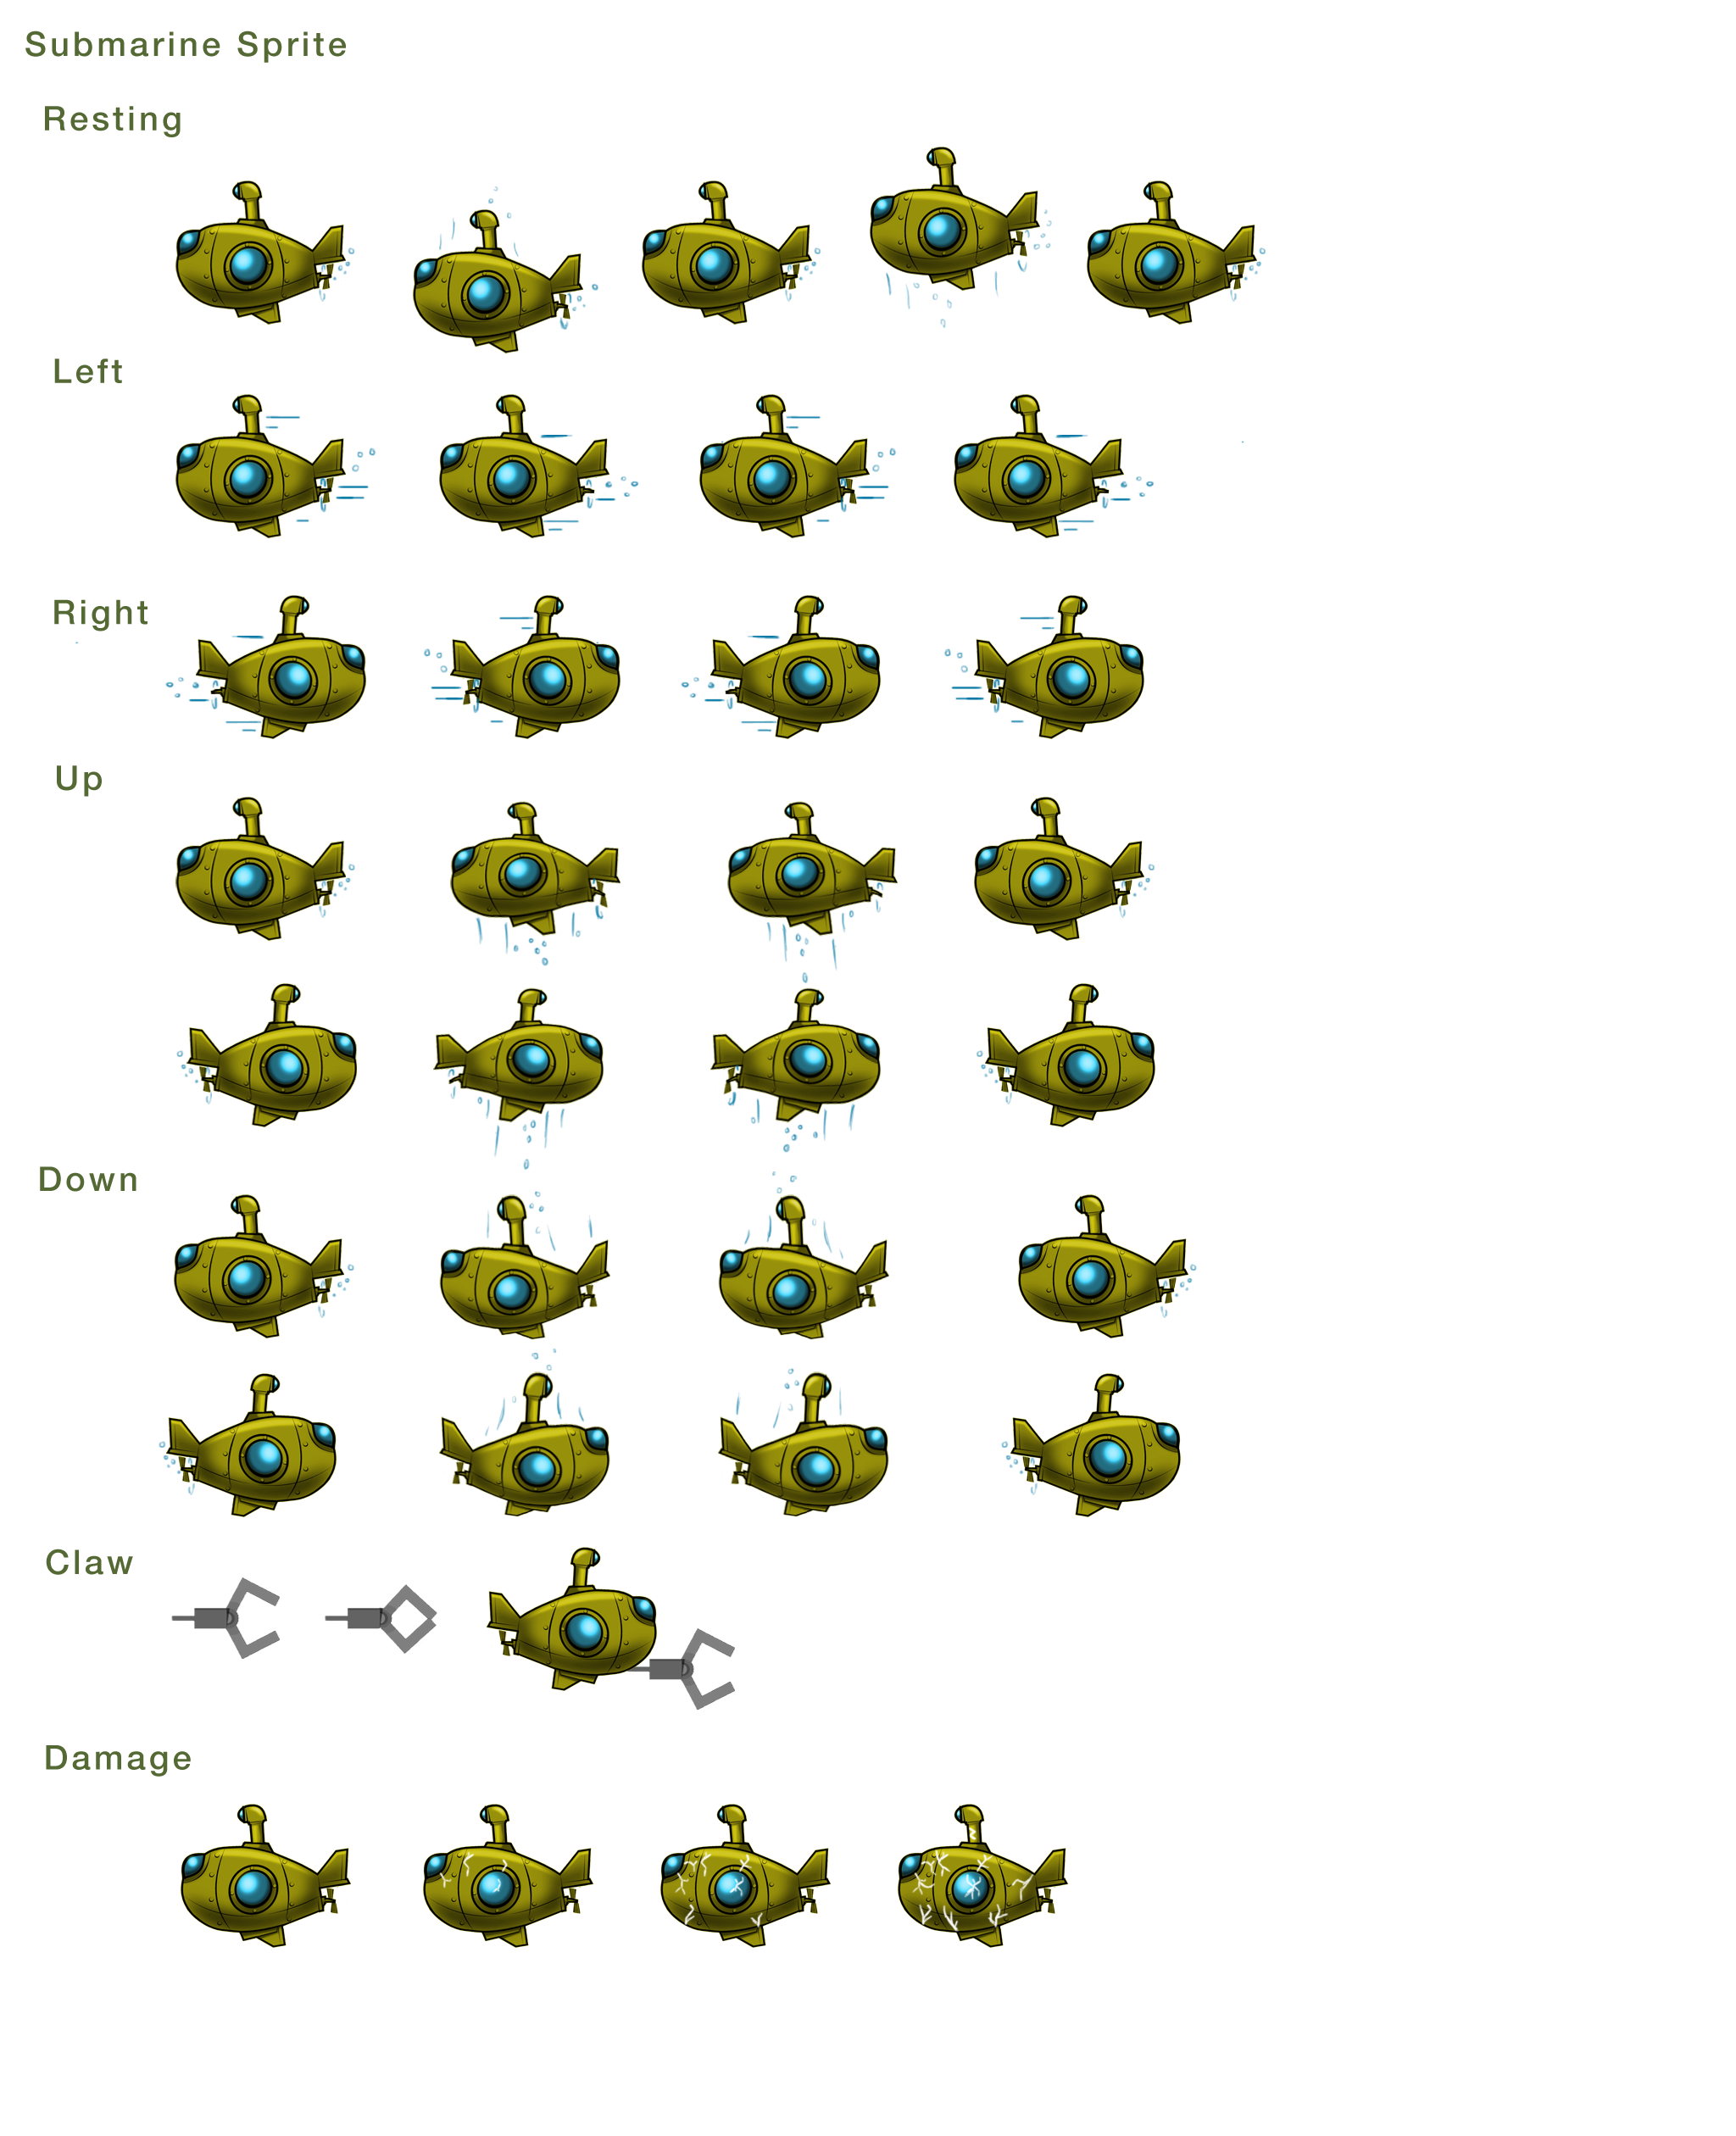 Submarine Sprite
Resting
Left
Right
Up
Down
Claw
Damage